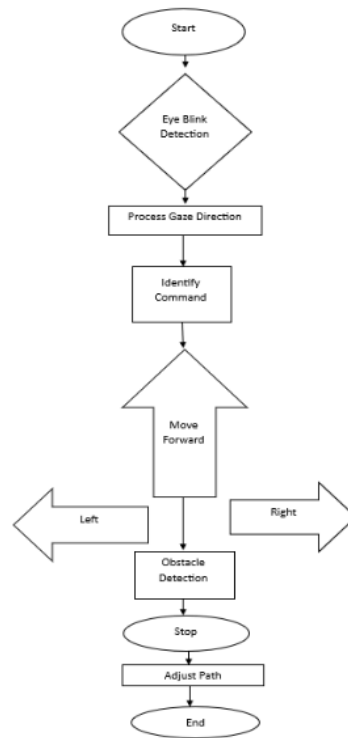 Start
Eye Blink
Detection
Process Gaze Direction
Identify
Command
Move
Forward
Left
Right
Obstacle
Detection
Stop
Adjust Path
End